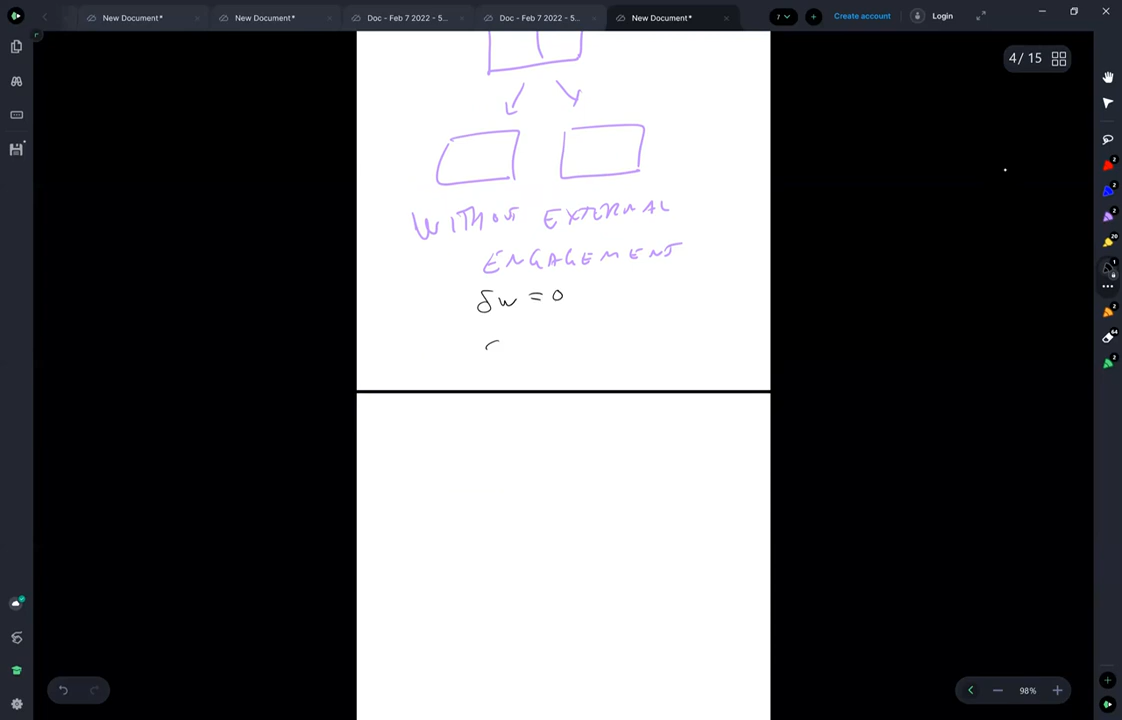 New Document*
New Document*
Doc - Feb 7 2022 - 5...
Doc - Feb 7 2022 - 5...
New Document*
7
Create account
Login
4/ 15
WITHOUT EXTERNAL
ENGAGEMENT
δw = 0
98%